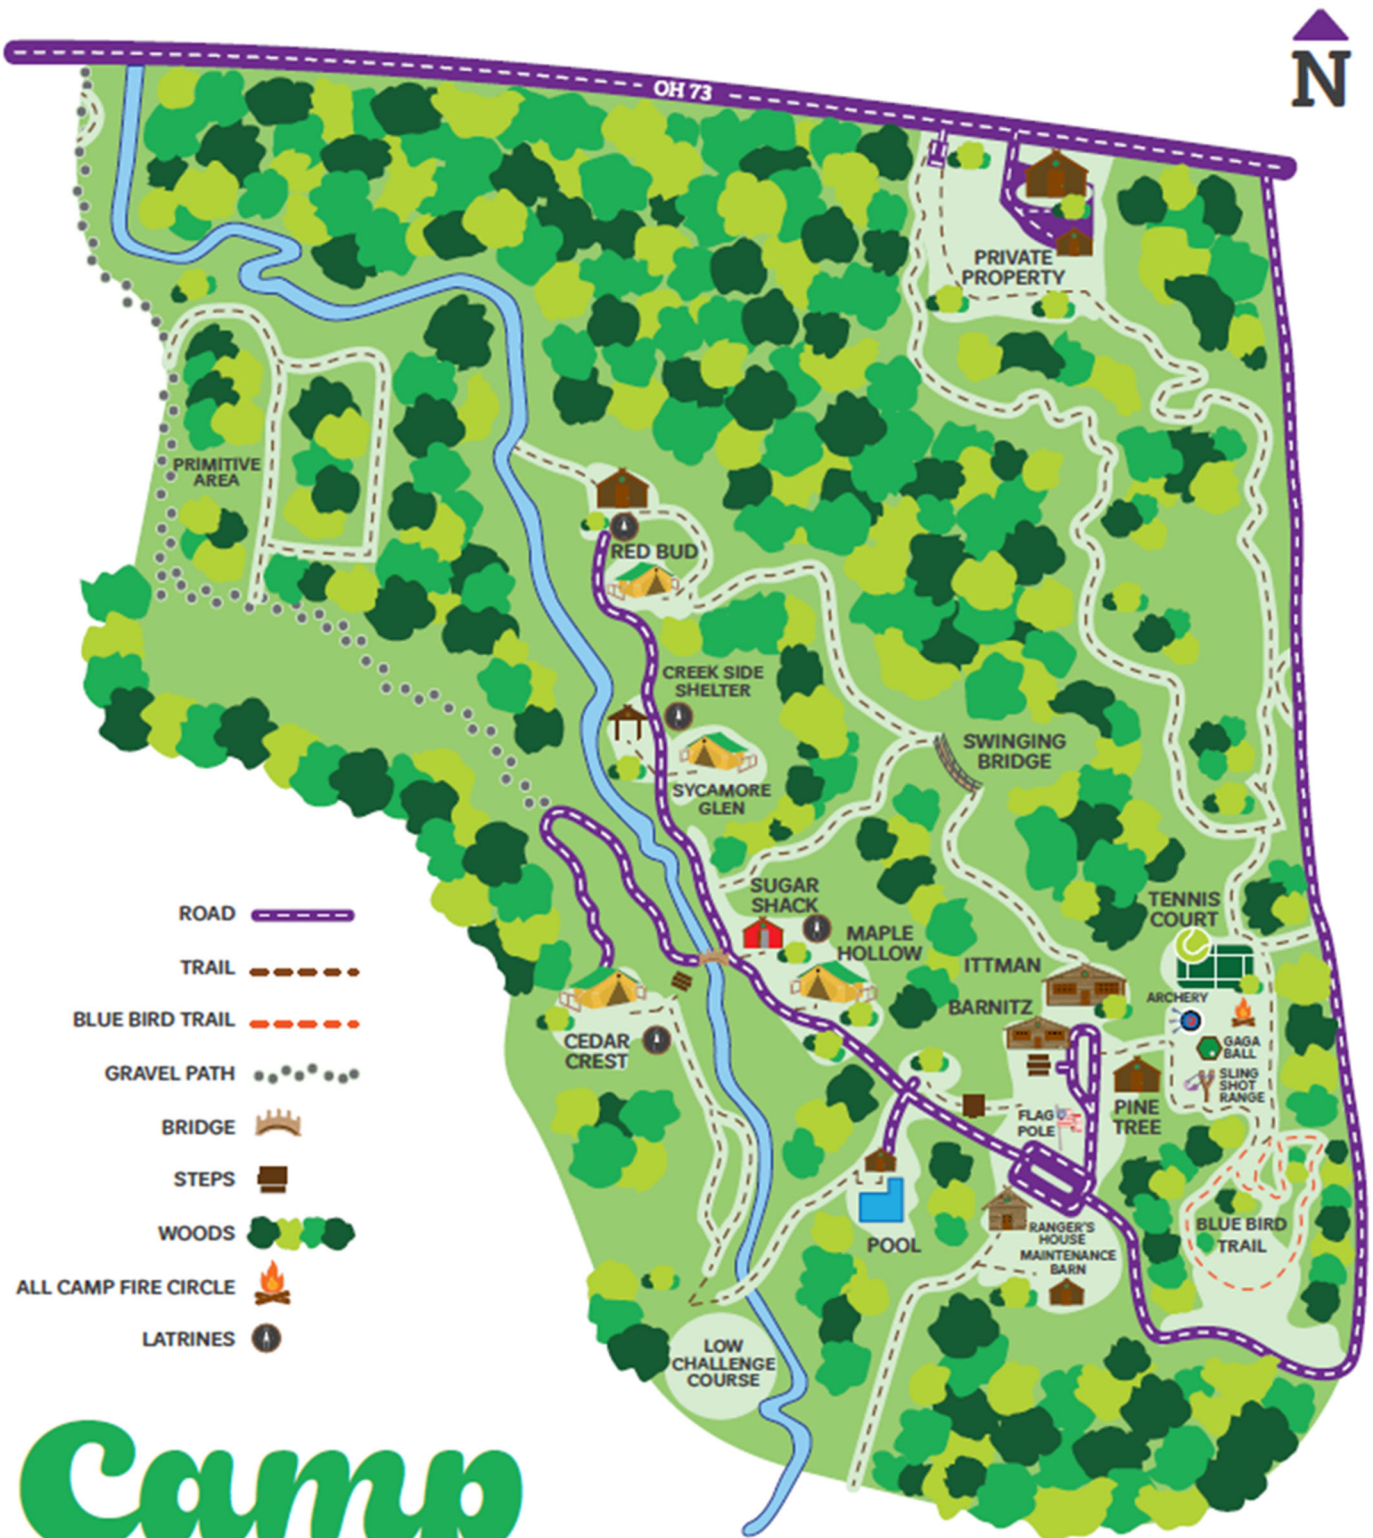 N
OH 73
PRIVATE
PROPERTY
PRIMITIVE
AREA
RED BUD
CREEK SIDE
SHELTER
SYCAMORE
GLEN
SWINGING
BRIDGE
SUGAR
SHACK
MAPLE
HOLLOW
TENNIS
COURT
ITTMAN
BARNITZ
ARCHERY
GAGA
BALL
SLING
SHOT
RANGE
CEDAR
CREST
FLAG
POLE
PINE
TREE
POOL
RANGER'S
HOUSE
MAINTENANCE
BARN
BLUE BIRD
TRAIL
LOW
CHALLENGE
COURSE
ROAD
TRAIL
BLUE BIRD TRAIL
GRAVEL PATH
BRIDGE
STEPS
WOODS
ALL CAMP FIRE CIRCLE
LATRINES
Camp